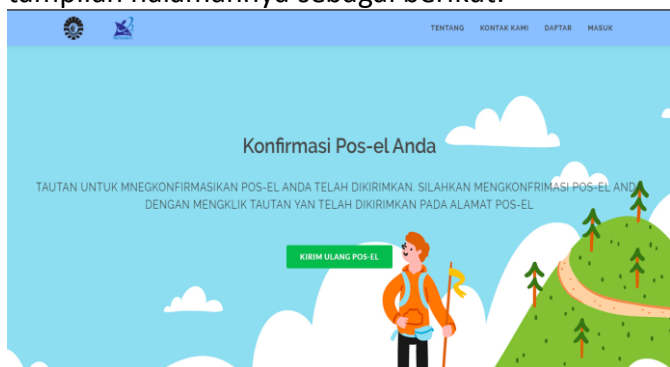 tampilan halamannya sebagai berikut:
TENTANG KONTAK KAMI DAFTAR MASUK
Konfirmasi Pos-el Anda
TAUTAN UNTUK MNEGKONFIRMASIKAN POS-EL ANDA TELAH DIKIRIMKAN. SILAHKAN MENGKONFRIMASI POS-EL ANDA
DENGAN MENGKLIK TAUTAN YAN TELAH DIKIRIMKAN PADA ALAMAT POS-EL
KIRIM ULANG POS-EL